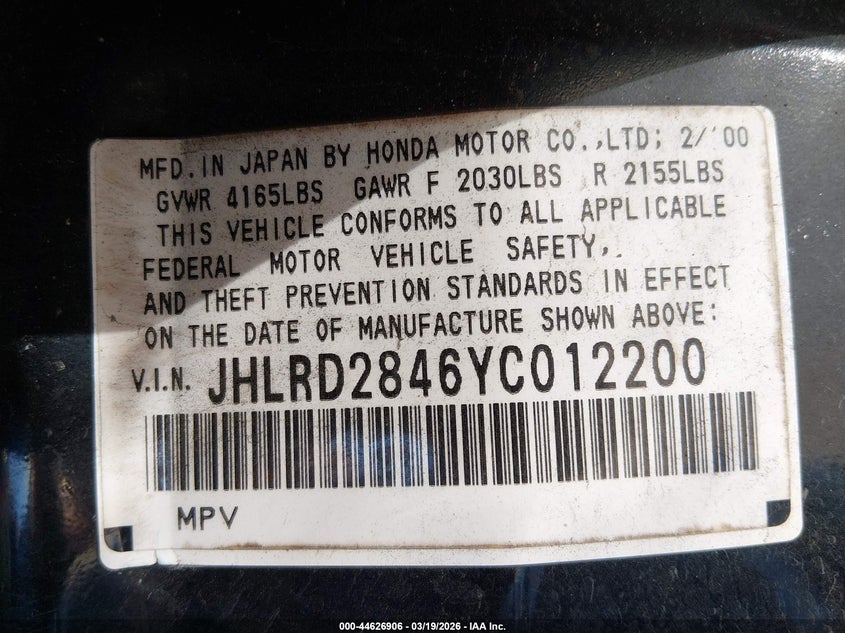 MFD. IN JAPAN BY HONDA MOTOR CO.,LTD; 2/'00
GVWR 4165LBS GAWR F 2030LBS R 2155LBS
THIS VEHICLE CONFORMS TO ALL APPLICABLE
FEDERAL MOTOR VEHICLE SAFETY,
AND THEFT PREVENTION STANDARDS IN EFFECT
ON THE DATE OF MANUFACTURE SHOWN ABOVE:
V.I.N. JHLRD2846YC012200
MPV
000-44626906 - 03/19/2026 - IAA Inc.